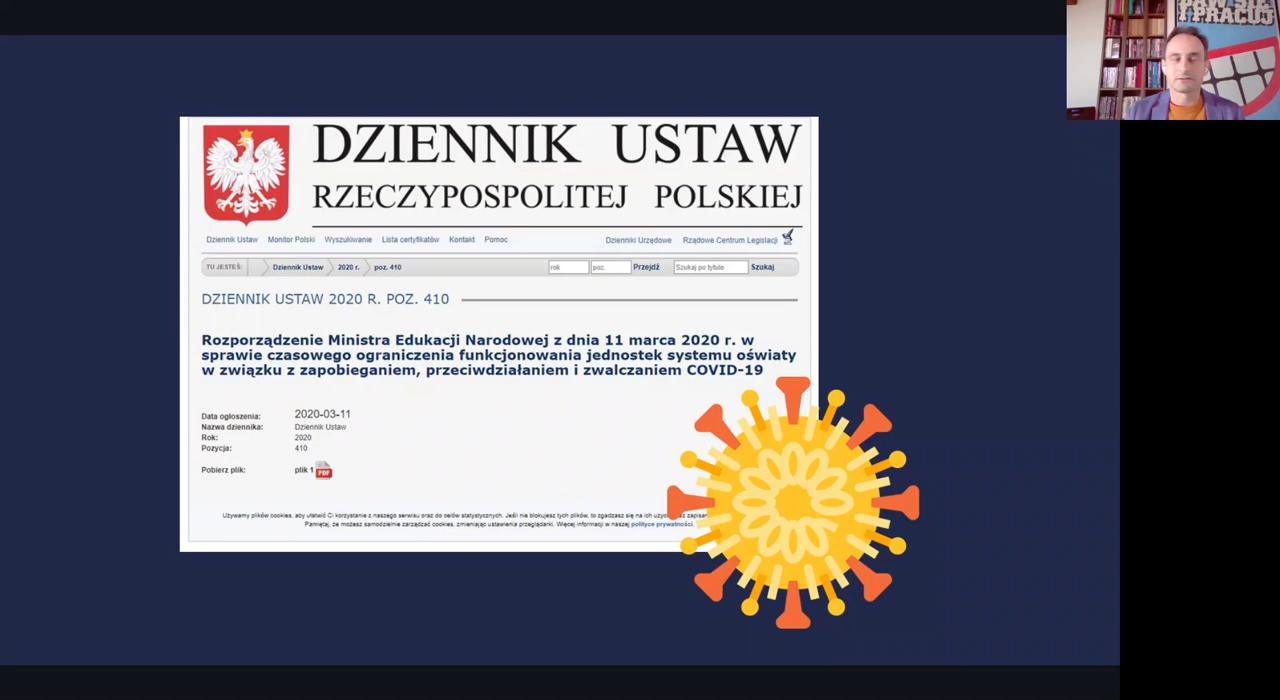 PAW SIĘ
I PRACUJ
DZIENNIK USTAW
RZECZYPOSPOLITEJ POLSKIEJ
Dziennik Ustaw Monitor Polski Wyszukiwanie Lista certyfikatów Kontakt Pomoc Dzienniki Urzędowe Rządowe Centrum Legislacji
TU JESTEŚ: Dziennik Ustaw 2020 r. poz. 410 rok poz. Przejdź Szukaj po tytule Szukaj
DZIENNIK USTAW 2020 R. POZ. 410
Rozporządzenie Ministra Edukacji Narodowej z dnia 11 marca 2020 r. w
sprawie czasowego ograniczenia funkcjonowania jednostek systemu oświaty
w związku z zapobieganiem, przeciwdziałaniem i zwalczaniem COVID-19
Data ogłoszenia: 2020-03-11
Nazwa dziennika: Dziennik Ustaw
Rok: 2020
Pozycja: 410
Pobierz plik: plik 1 PDF
Używamy plików cookies, aby ułatwić Ci korzystanie z naszego serwisu oraz do celów statystycznych. Jeśli nie blokujesz tych plików, to zgadzasz się na ich
Pamiętaj, że możesz samodzielnie zarządzać cookies, zmieniając ustawienia przeglądarki. Więcej informacji w naszej polityce prywatności.